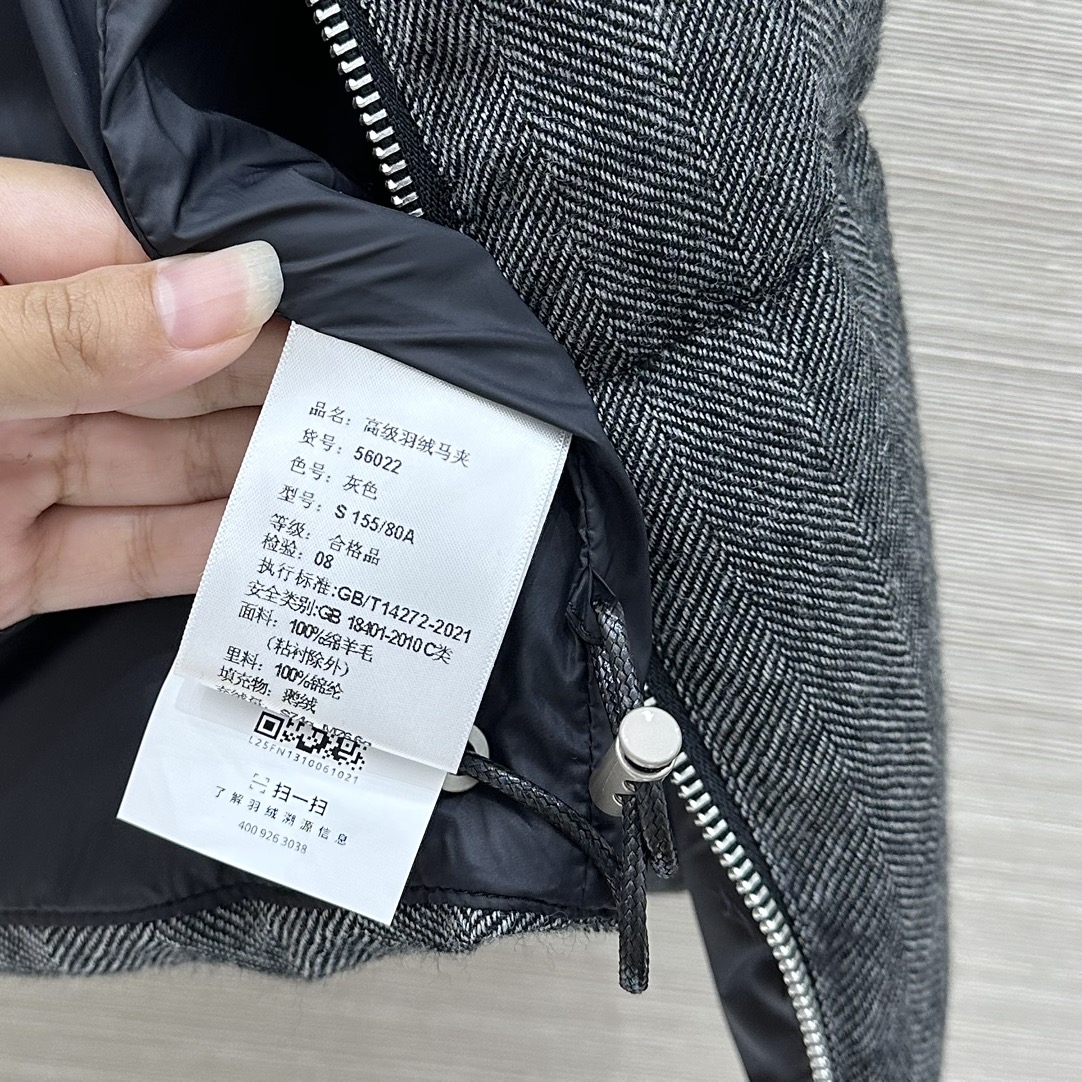 品名：高级羽绒马夹
货号：56022
色号：灰色
型号：S 155/80A
等级：合格品
检验：08
执行标准:GB/T14272-2021
安全类别:GB 18401-2010 C类
面料：100%绵羊毛
（粘衬除外）
里料：100%锦纶
填充物：鹅绒
L25FN1310061021
扫一扫
了解羽绒溯源信息
400 926 3038